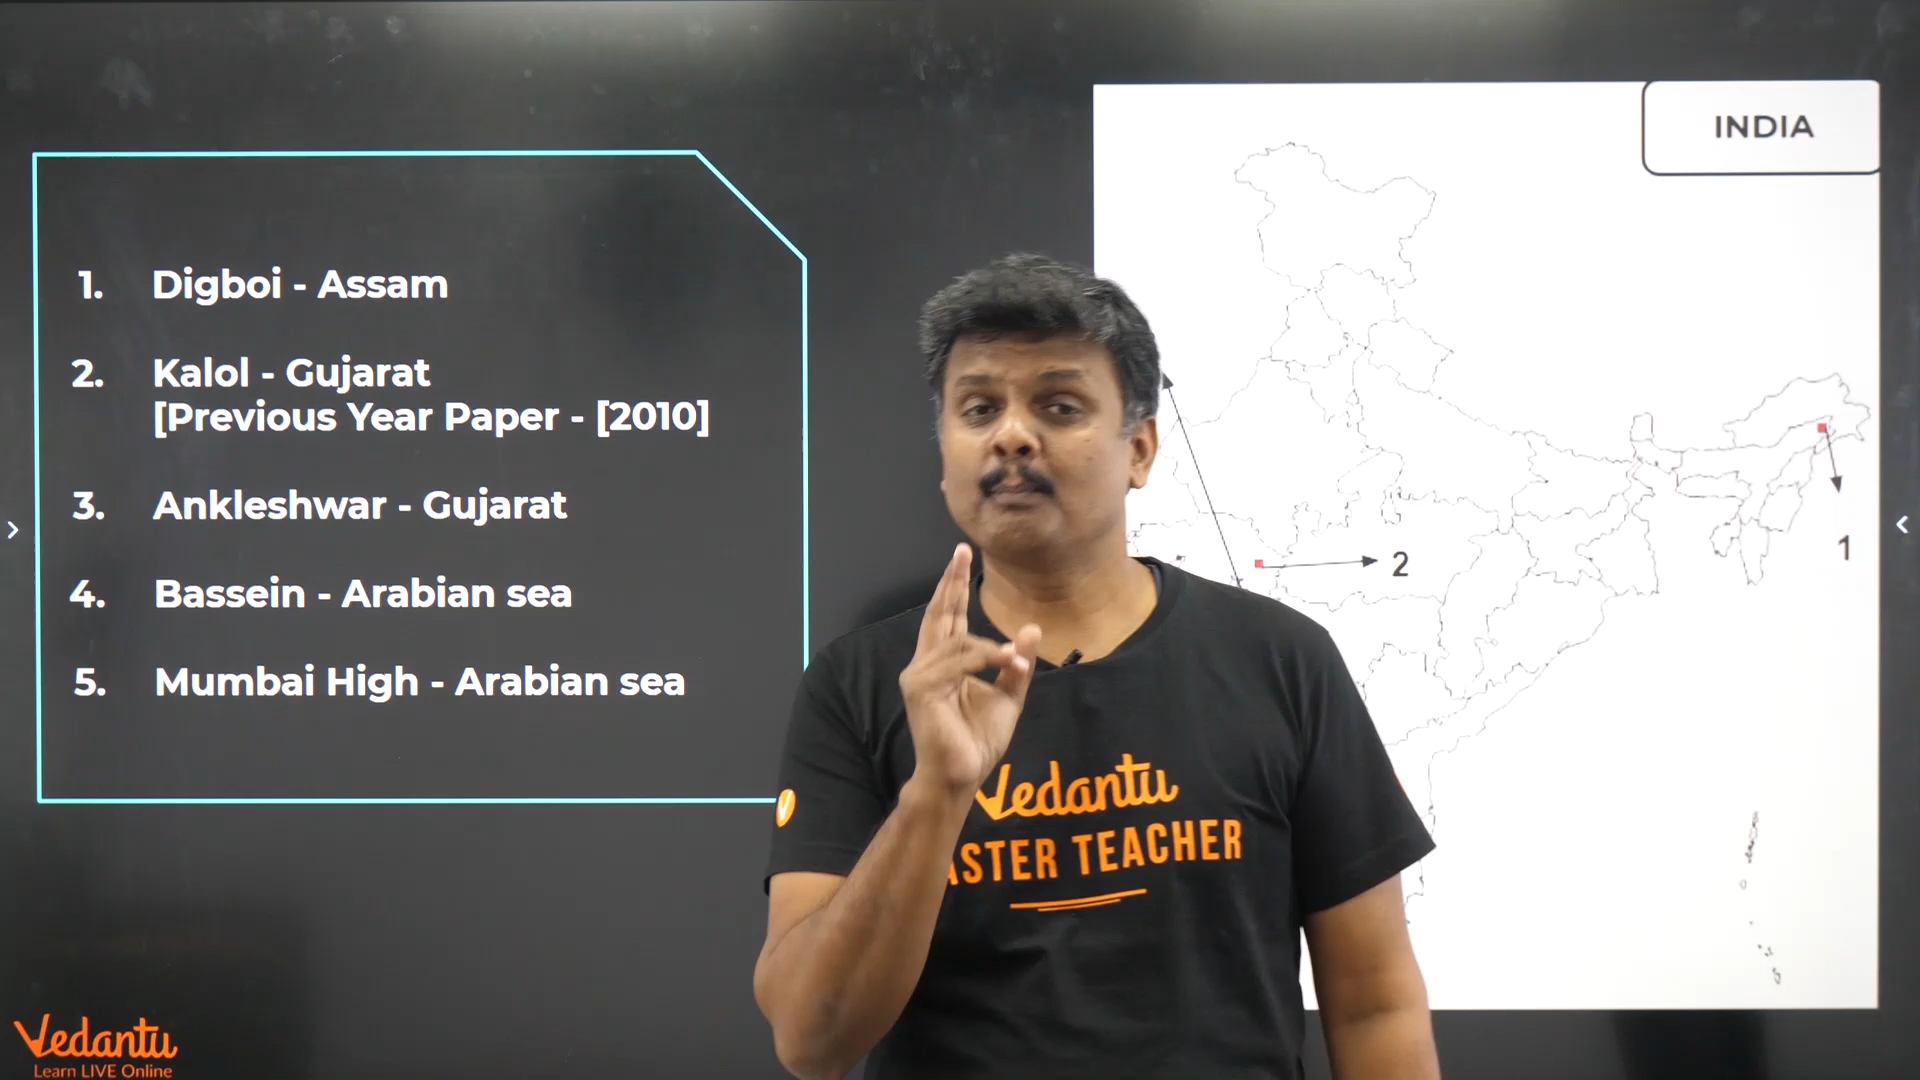 INDIA
1. Digboi - Assam
2. Kalol - Gujarat
[Previous Year Paper - [2010]
3. Ankleshwar - Gujarat
4. Bassein - Arabian sea
5. Mumbai High - Arabian sea
2
1
Vedantu
ASTER TEACHER
Vedantu
Learn LIVE Online